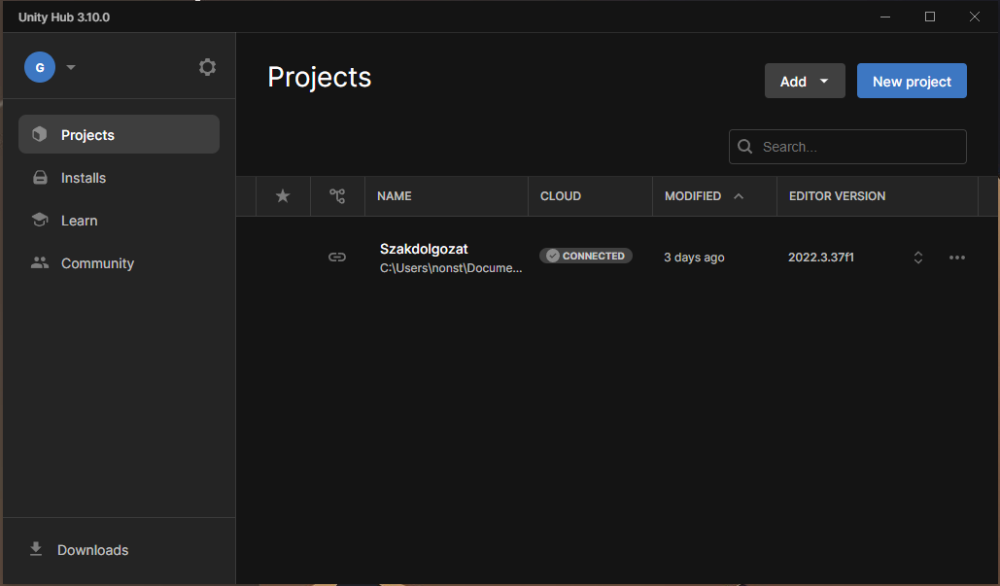 Unity Hub 3.10.0
G
Projects
Add
New project
Search...
Projects
Installs
Learn
Community
NAME
CLOUD
MODIFIED
EDITOR VERSION
Szakdolgozat
C:\Users\nonst\Docume...
CONNECTED
3 days ago
2022.3.37f1
Downloads